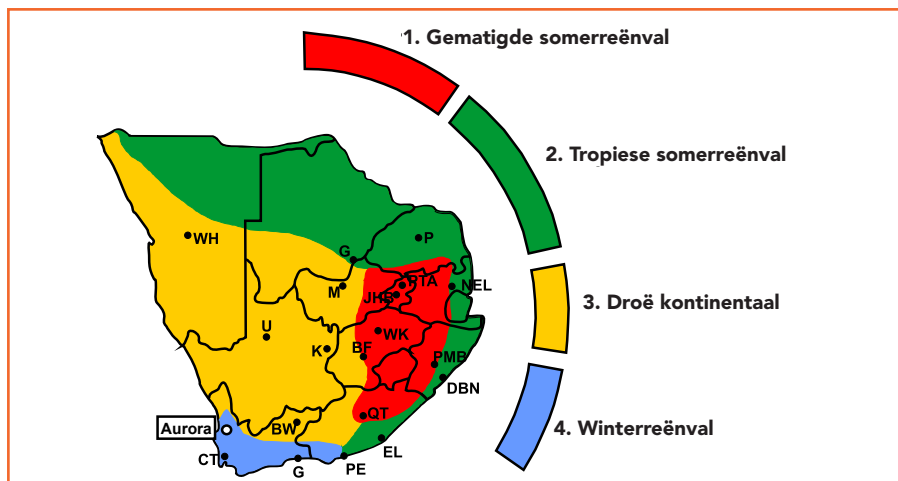 1. Gematigde somerreënval
2. Tropiese somerreënval
3. Droë kontinentaal
4. Winterreënval
WH
P
G
M
PTA
JHB
NEL
U
WK
K
BF
PMB
DBN
QT
Aurora
BW
EL
CT
G
PE